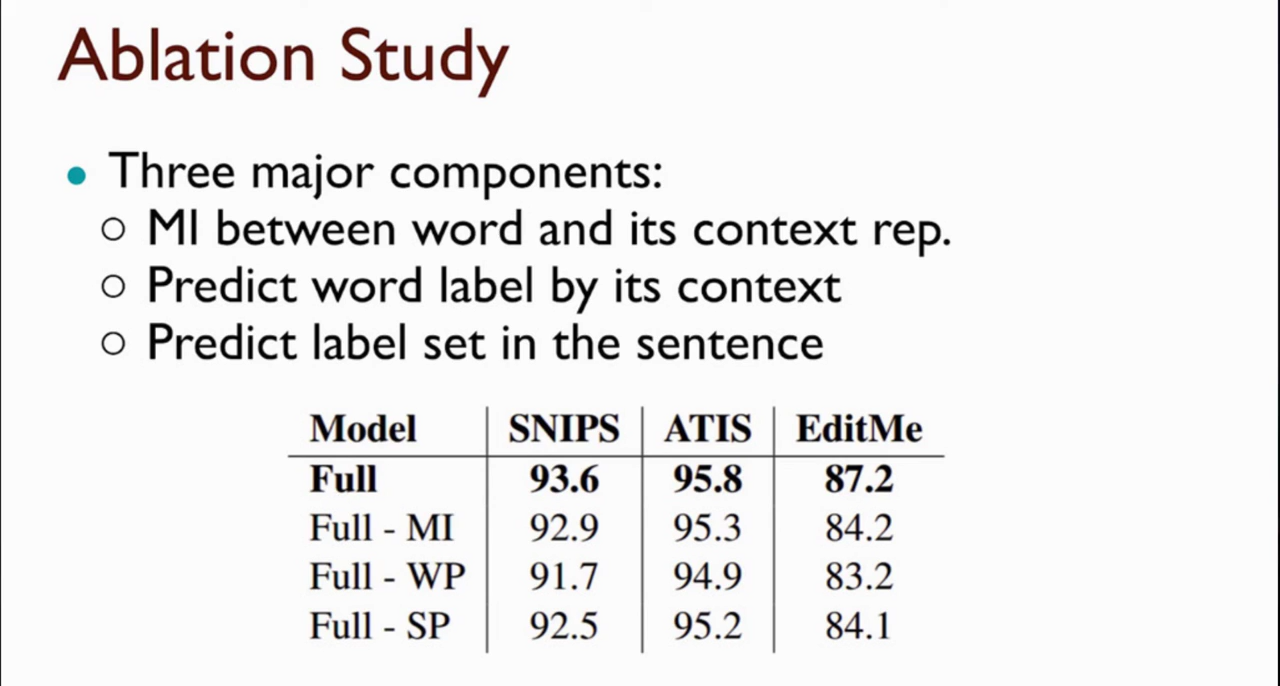 Ablation Study
• Three major components:
○ MI between word and its context rep.
○ Predict word label by its context
○ Predict label set in the sentence
Model SNIPS ATIS EditMe
Full 93.6 95.8 87.2
Full - MI 92.9 95.3 84.2
Full - WP 91.7 94.9 83.2
Full - SP 92.5 95.2 84.1